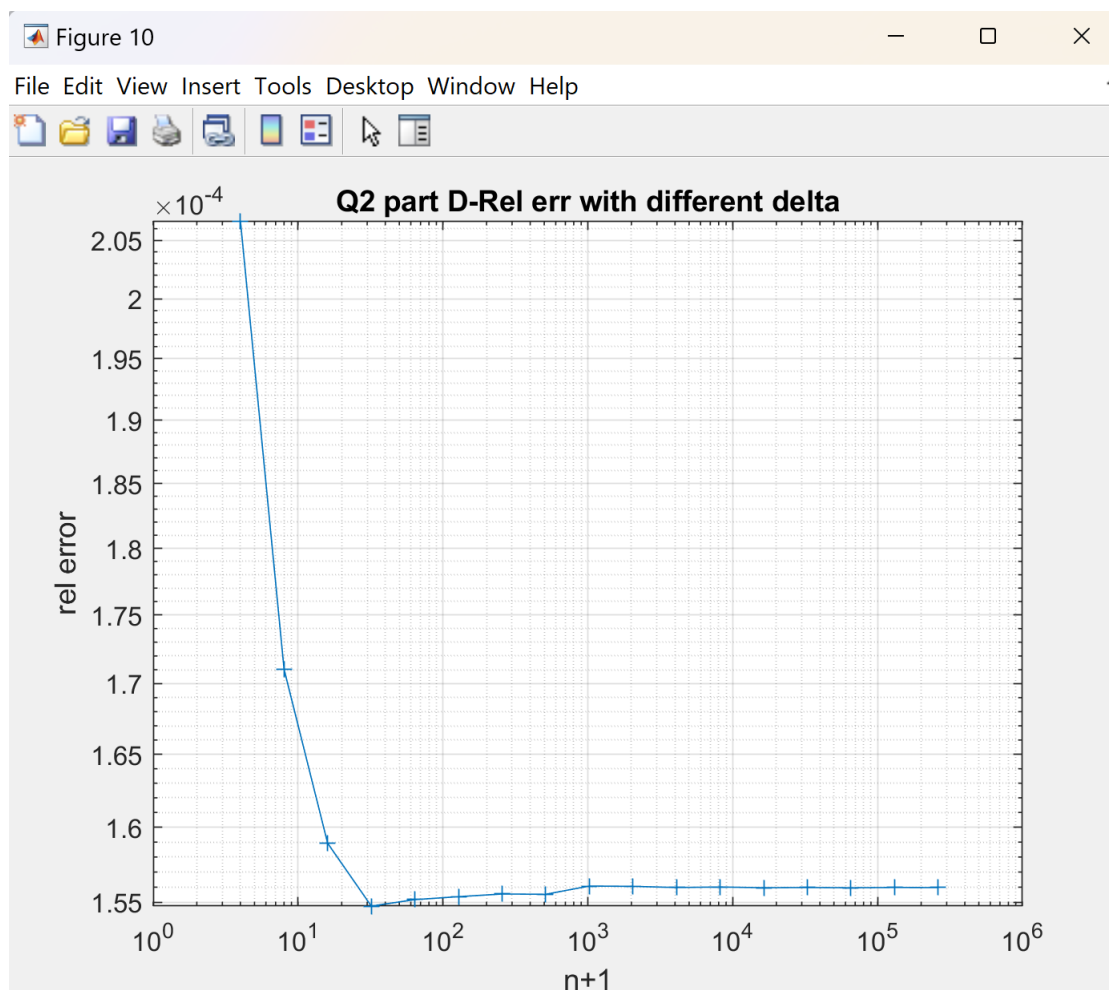 Figure 10
File Edit View Insert Tools Desktop Window Help
×10^-4
Q2 part D-Rel err with different delta
2.05
2
1.95
1.9
1.85
1.8
1.75
1.7
1.65
1.6
1.55
rel error
10^0 10^1 10^2 10^3 10^4 10^5 10^6
n+1